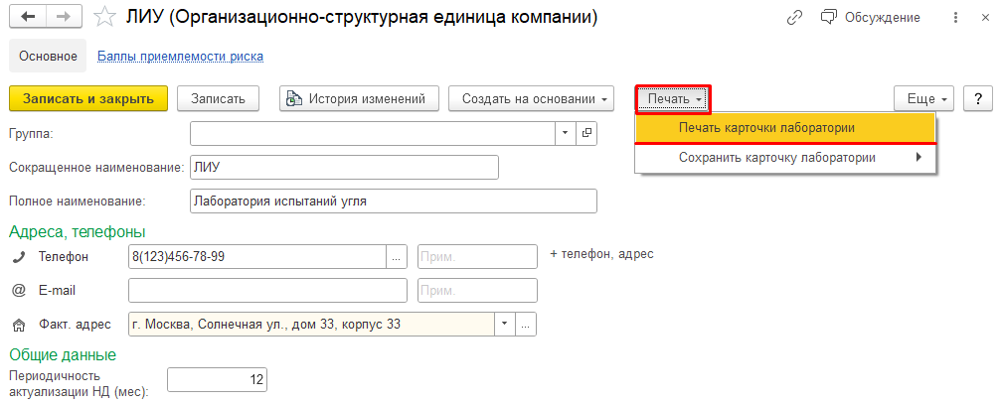 ЛИУ (Организационно-структурная единица компании)
Обсуждение
Основное
Баллы приемлемости риска
Записать и закрыть
Записать
История изменений
Создать на основании
Печать
Еще
?
Печать карточки лаборатории
Сохранить карточку лаборатории
Группа:
Сокращенное наименование: ЛИУ
Полное наименование: Лаборатория испытаний угля
Адреса, телефоны
Телефон 8(123)456-78-99 ... Прим. + телефон, адрес
E-mail Прим.
Факт. адрес г. Москва, Солнечная ул., дом 33, корпус 33 ...
Общие данные
Периодичность
актуализации НД (мес): 12